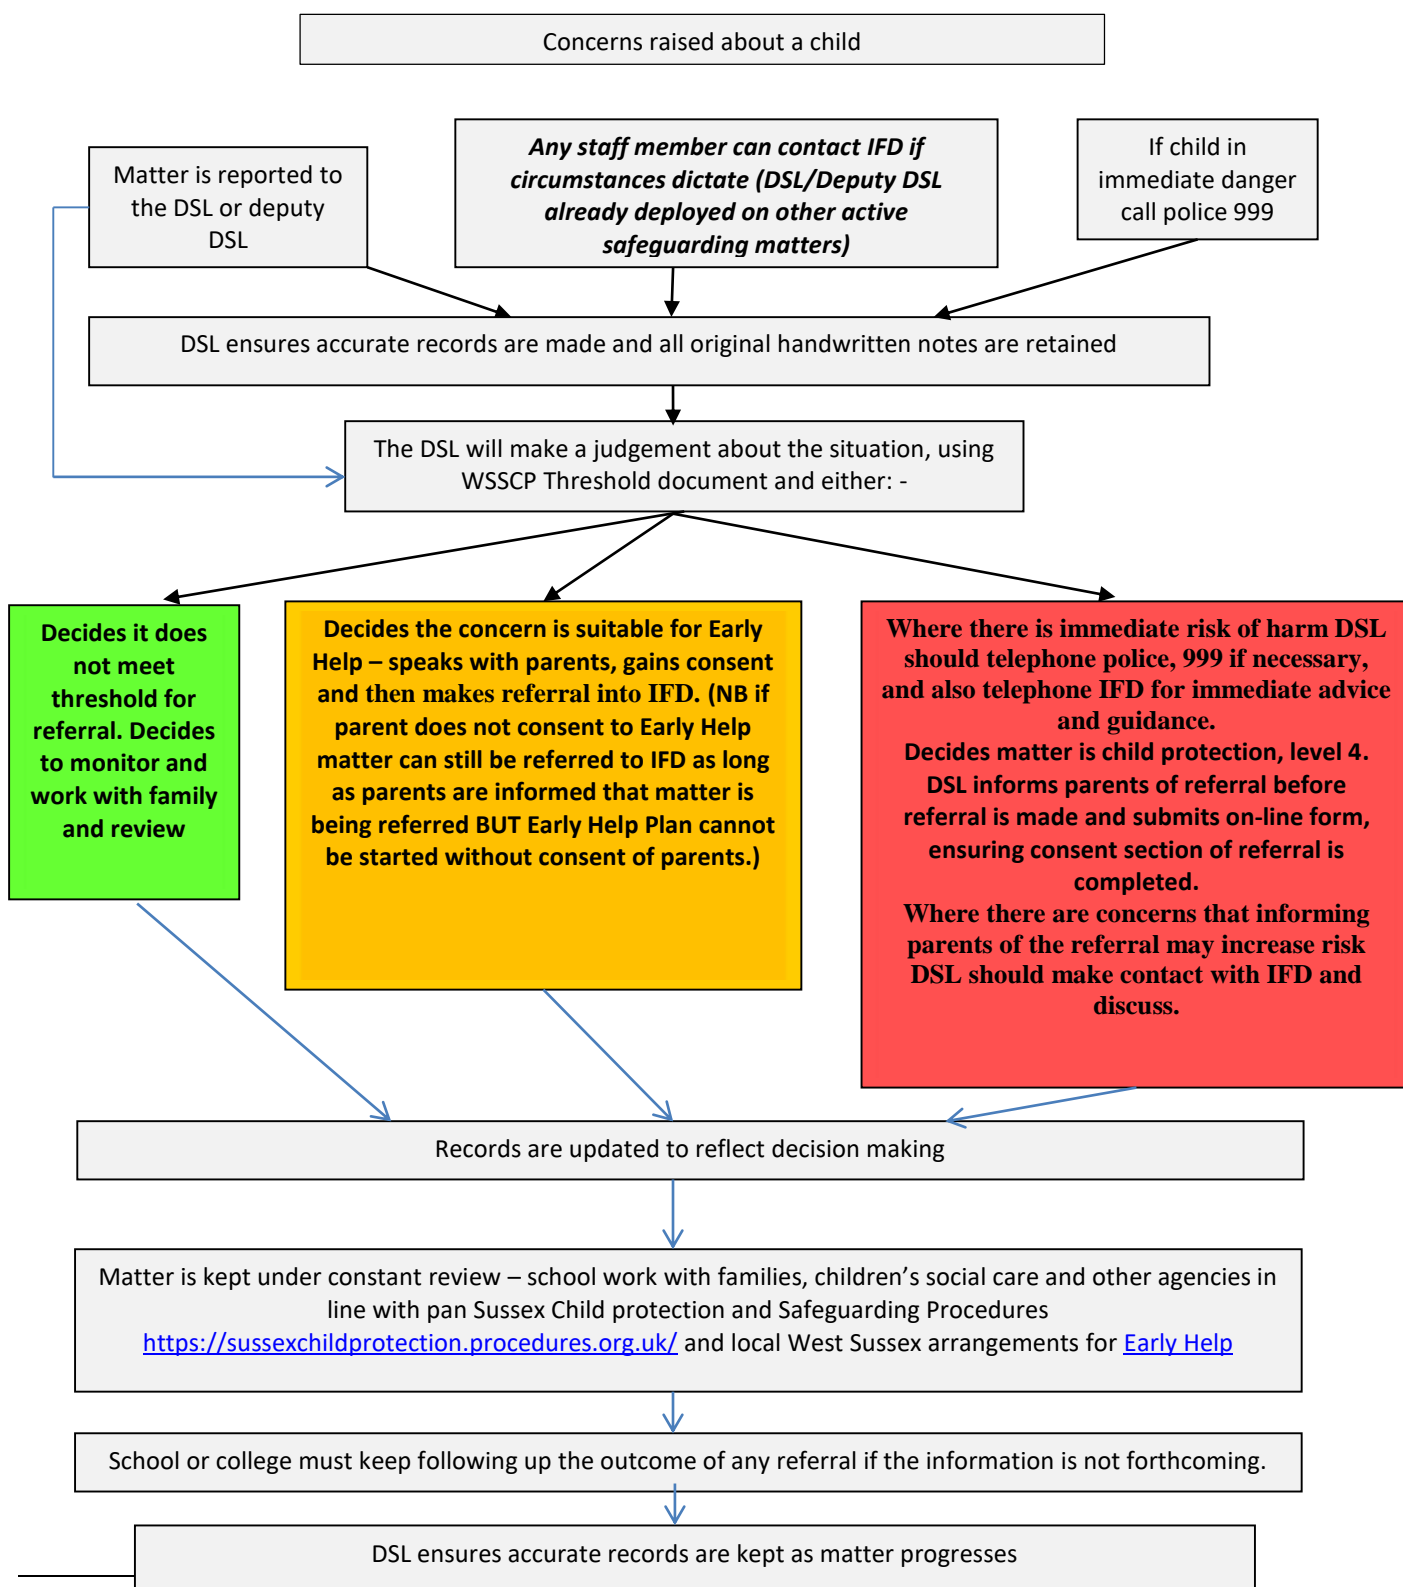 Concerns raised about a child
Matter is reported to
the DSL or deputy
DSL
Any staff member can contact IFD if
circumstances dictate (DSL/Deputy DSL
already deployed on other active
safeguarding matters)
If child in
immediate danger
call police 999
DSL ensures accurate records are made and all original handwritten notes are retained
The DSL will make a judgement about the situation, using
WSSCP Threshold document and either: -
Decides it does
not meet
threshold for
referral. Decides
to monitor and
work with family
and review
Decides the concern is suitable for Early
Help – speaks with parents, gains consent
and then makes referral into IFD. (NB if
parent does not consent to Early Help
matter can still be referred to IFD as long
as parents are informed that matter is
being referred BUT Early Help Plan cannot
be started without consent of parents.)
Where there is immediate risk of harm DSL
should telephone police, 999 if necessary,
and also telephone IFD for immediate advice
and guidance.
Decides matter is child protection, level 4.
DSL informs parents of referral before
referral is made and submits on-line form,
ensuring consent section of referral is
completed.
Where there are concerns that informing
parents of the referral may increase risk
DSL should make contact with IFD and
discuss.
Records are updated to reflect decision making
Matter is kept under constant review – school work with families, children’s social care and other agencies in
line with pan Sussex Child protection and Safeguarding Procedures
https://sussexchildprotection.procedures.org.uk/ and local West Sussex arrangements for Early Help
School or college must keep following up the outcome of any referral if the information is not forthcoming.
DSL ensures accurate records are kept as matter progresses